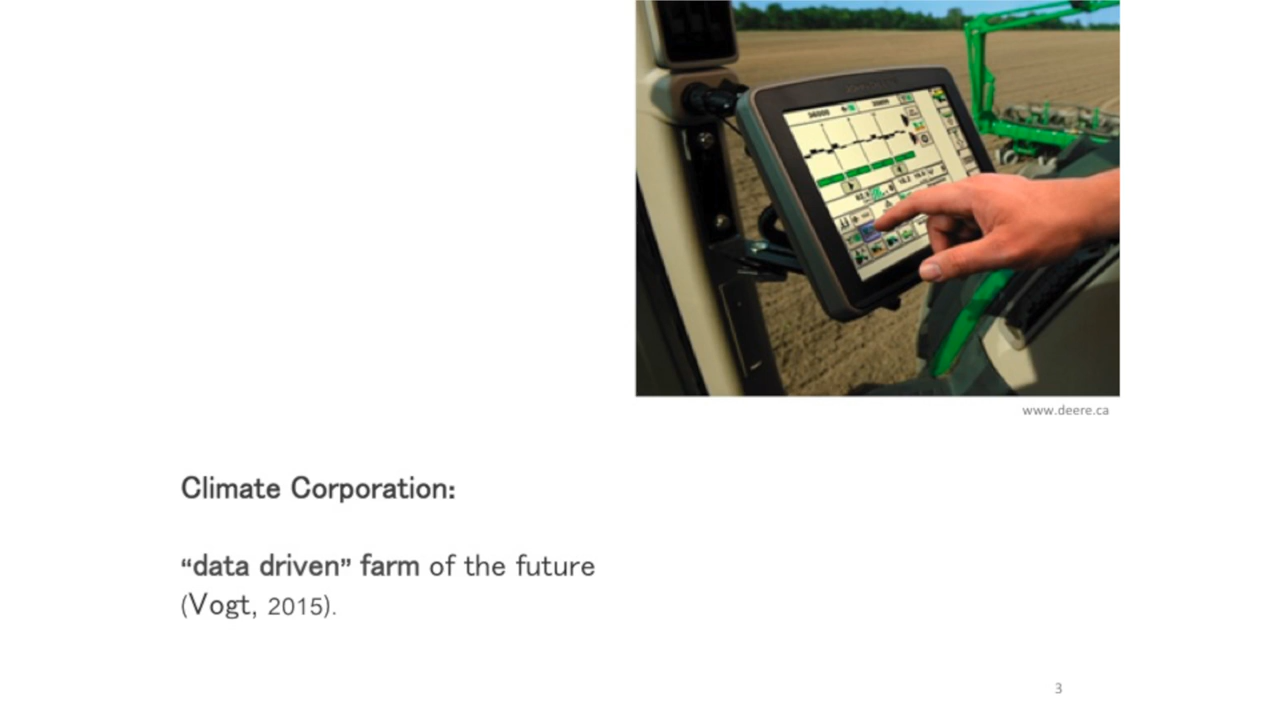 www.deere.ca
Climate Corporation:
“data driven” farm of the future
(Vogt, 2015).
3